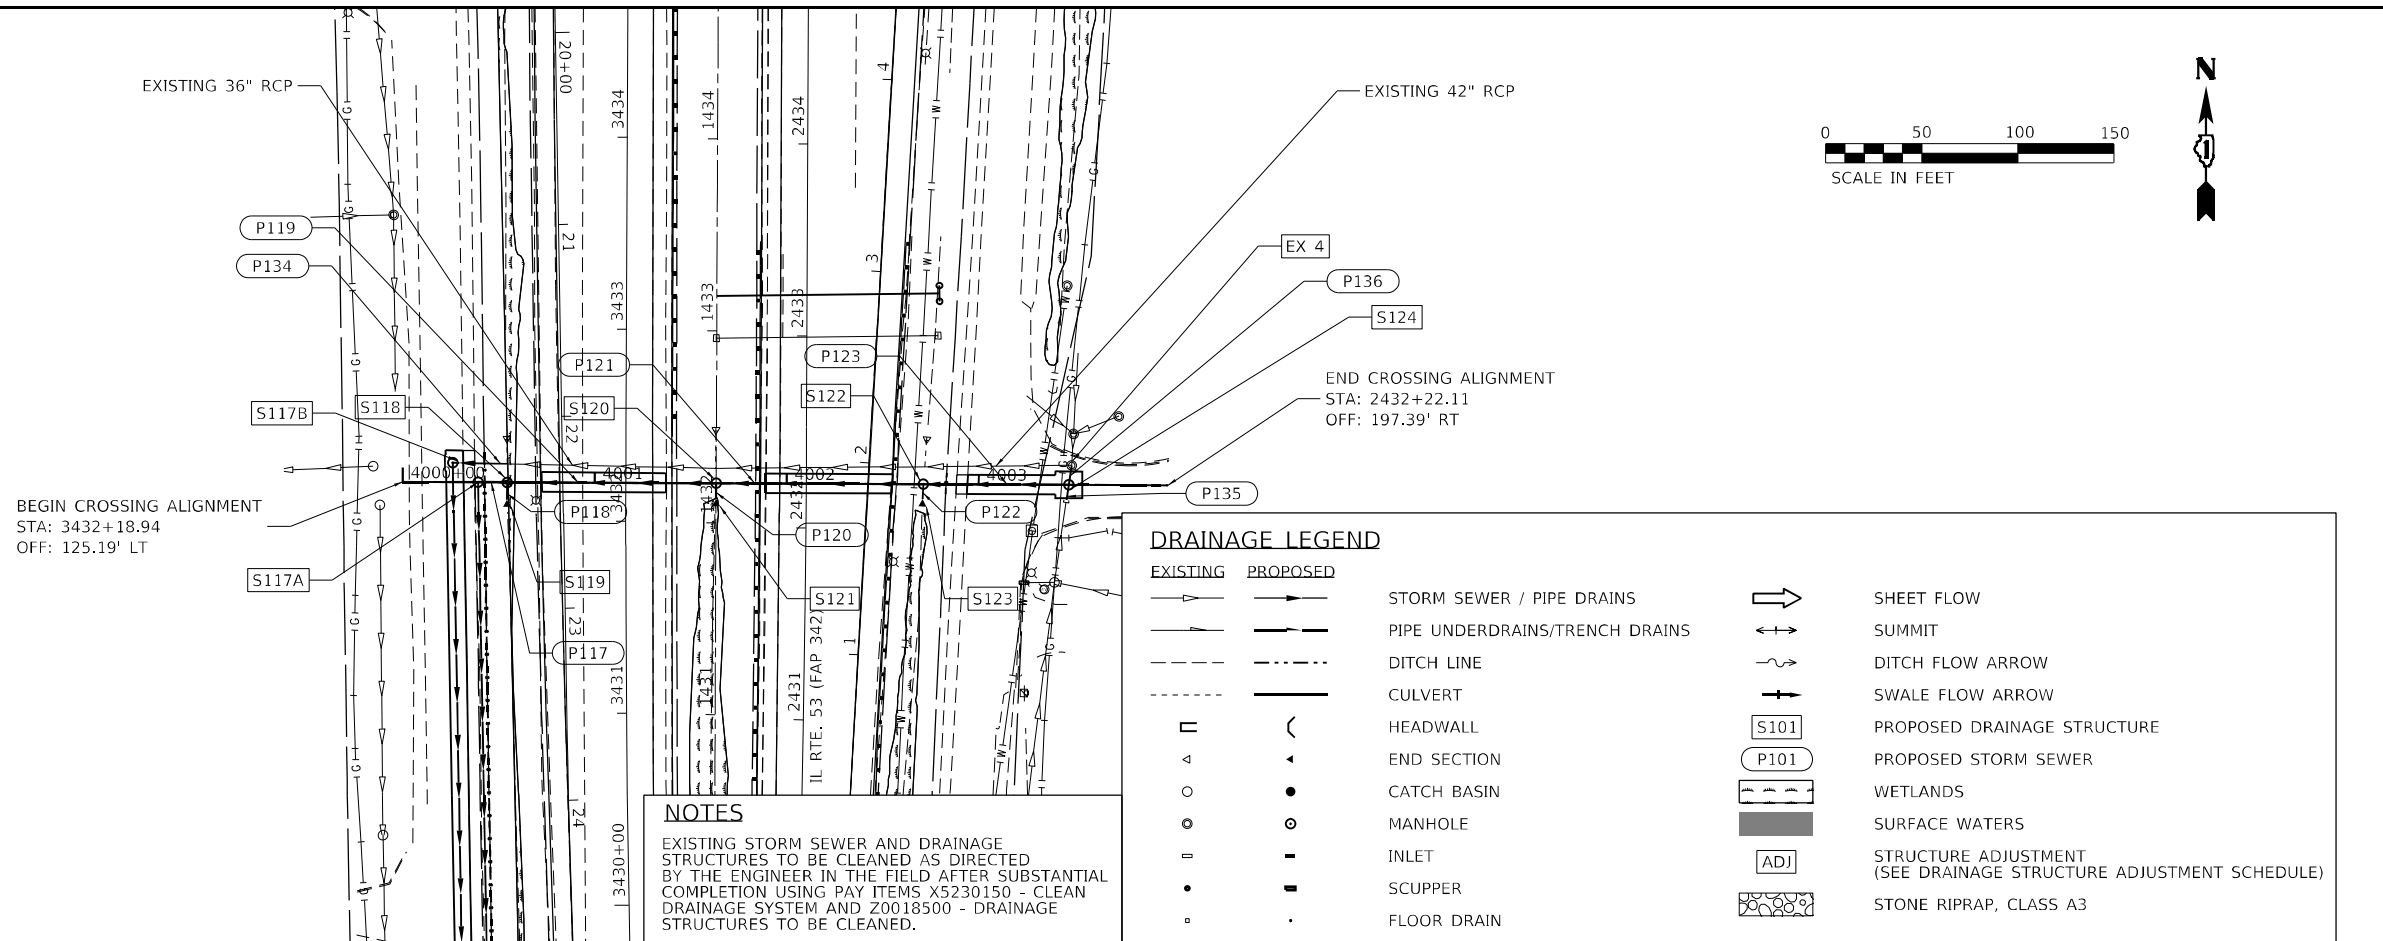 EXISTING 36" RCP
EXISTING 42" RCP
N
1
0 50 100 150
SCALE IN FEET
20+00
21
22
23
24
3434
3433
3432
3431
3430+00
1434
1433
1432
1431
2434
2433
2432
2431
4
3
2
1
IL RTE. 53 (FAP 342)
P119
P134
P121
P123
EX 4
P136
S124
S117B
S118
S120
S122
END CROSSING ALIGNMENT
STA: 2432+22.11
OFF: 197.39' RT
4000+00
4001
4002
4003
BEGIN CROSSING ALIGNMENT
STA: 3432+18.94
OFF: 125.19' LT
P118
P120
P122
P135
S117A
S119
S121
S123
P117
NOTES
EXISTING STORM SEWER AND DRAINAGE
STRUCTURES TO BE CLEANED AS DIRECTED
BY THE ENGINEER IN THE FIELD AFTER SUBSTANTIAL
COMPLETION USING PAY ITEMS X5230150 - CLEAN
DRAINAGE SYSTEM AND Z0018500 - DRAINAGE
STRUCTURES TO BE CLEANED.
DRAINAGE LEGEND
EXISTING PROPOSED
STORM SEWER / PIPE DRAINS
PIPE UNDERDRAINS/TRENCH DRAINS
DITCH LINE
CULVERT
HEADWALL
END SECTION
CATCH BASIN
MANHOLE
INLET
SCUPPER
FLOOR DRAIN
SHEET FLOW
SUMMIT
DITCH FLOW ARROW
SWALE FLOW ARROW
S101 PROPOSED DRAINAGE STRUCTURE
P101 PROPOSED STORM SEWER
WETLANDS
SURFACE WATERS
ADJ STRUCTURE ADJUSTMENT
(SEE DRAINAGE STRUCTURE ADJUSTMENT SCHEDULE)
STONE RIPRAP, CLASS A3